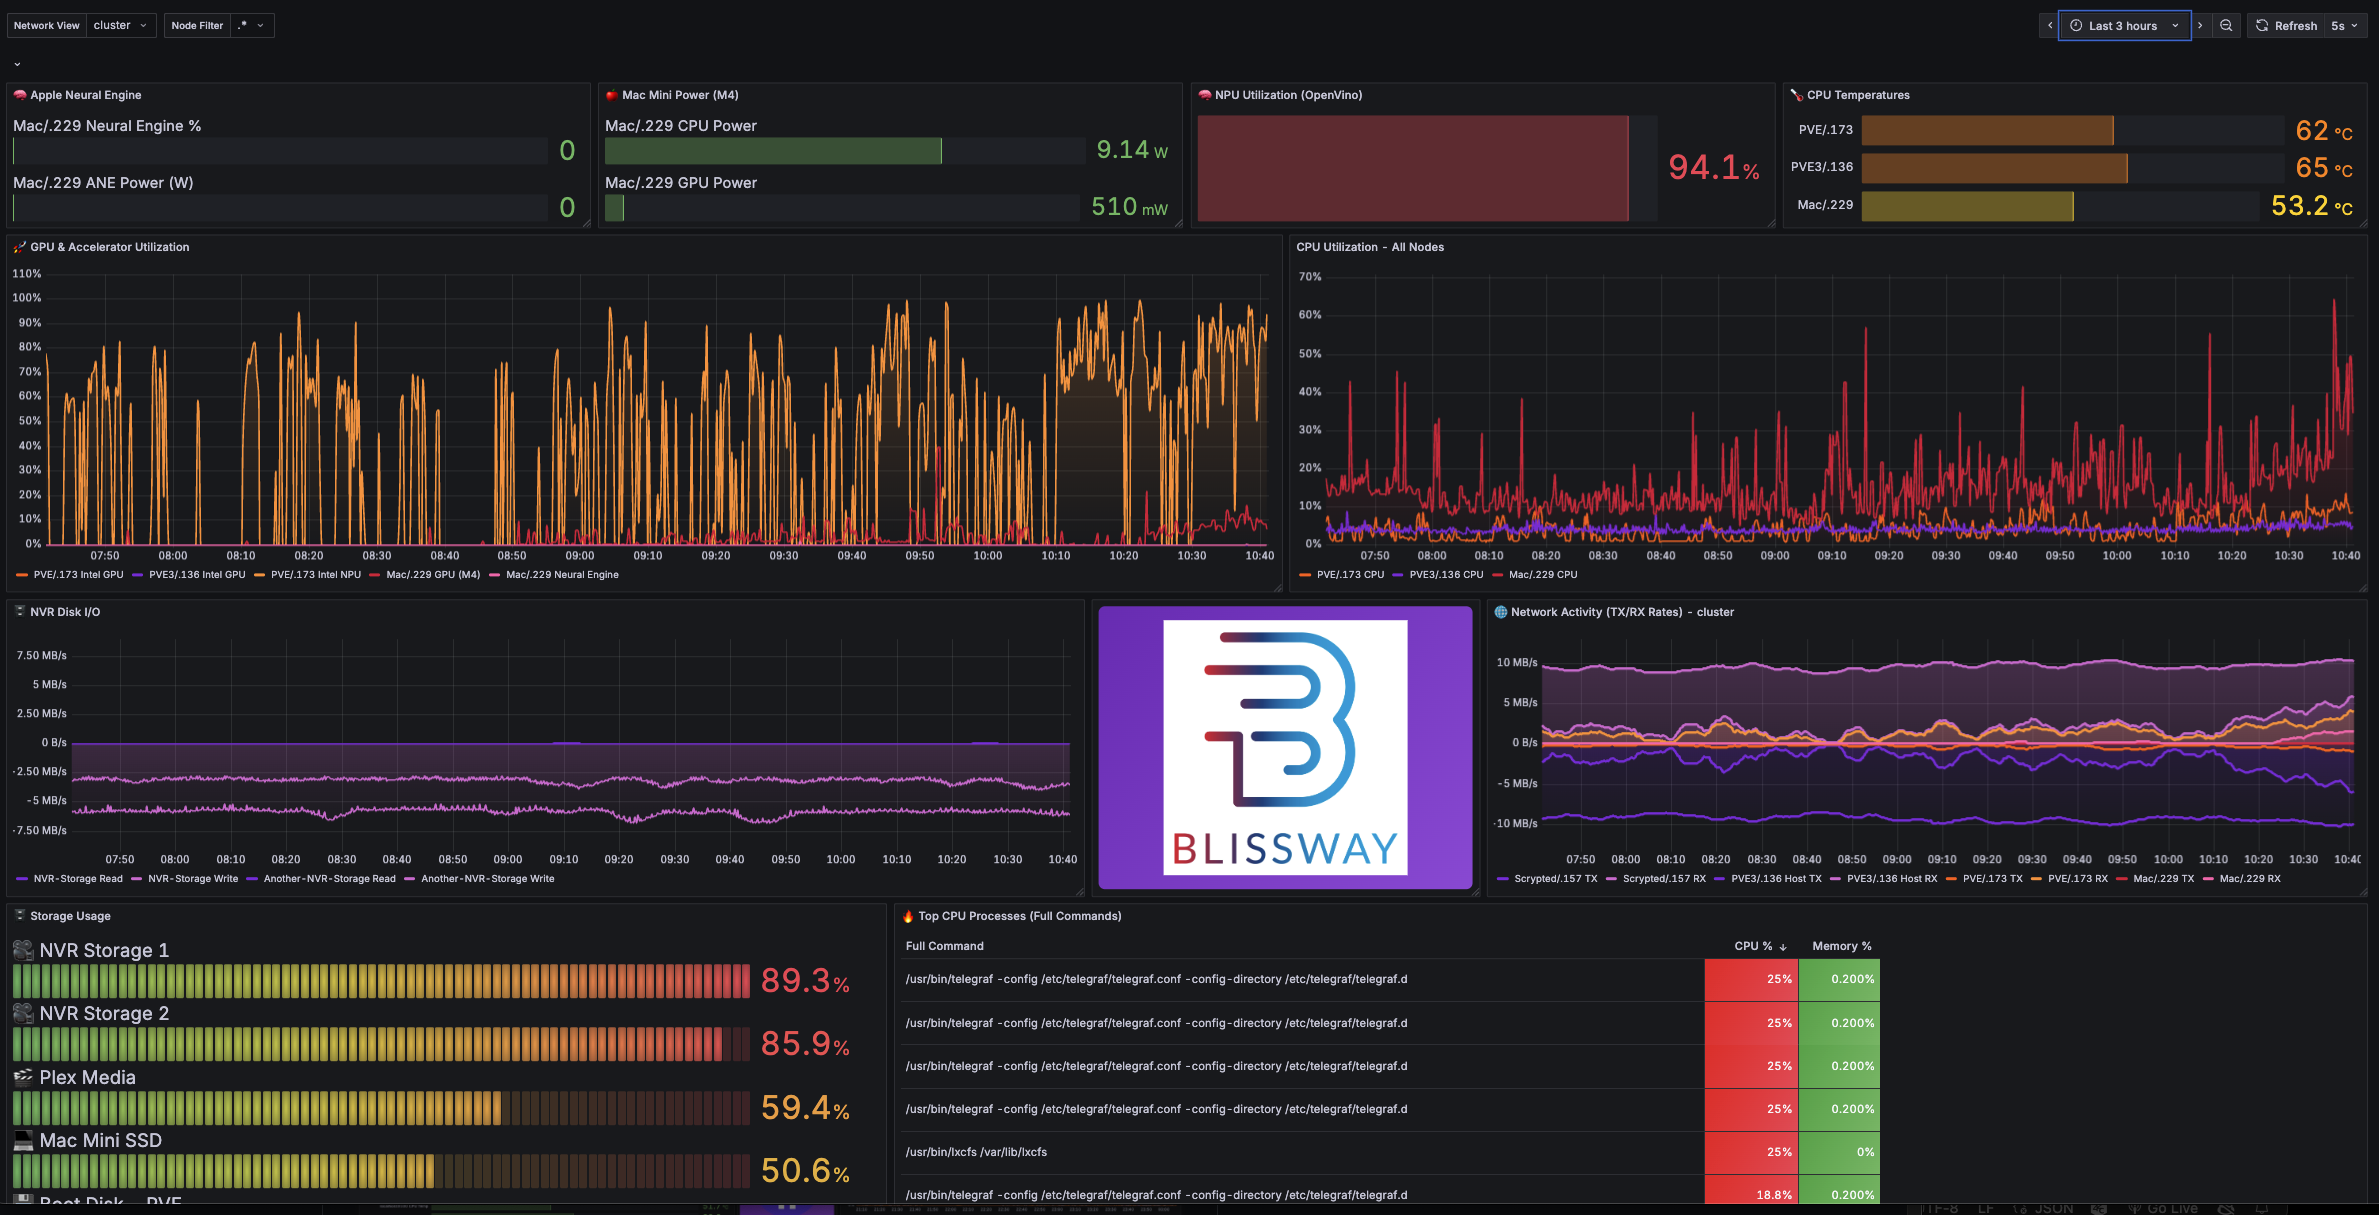 Network View cluster Node Filter .*
Last 3 hours Refresh 5s
Apple Neural Engine
Mac/.229 Neural Engine %
0
Mac/.229 ANE Power (W)
0
Mac Mini Power (M4)
Mac/.229 CPU Power
9.14 W
Mac/.229 GPU Power
510 mW
NPU Utilization (OpenVino)
94.1%
CPU Temperatures
PVE/.173 62 °C
PVE3/.136 65 °C
Mac/.229 53.2 °C
GPU & Accelerator Utilization
110%
100%
90%
80%
70%
60%
50%
40%
30%
20%
10%
0%
07:50 08:00 08:10 08:20 08:30 08:40 08:50 09:00 09:10 09:20 09:30 09:40 09:50 10:00 10:10 10:20 10:30 10:40
PVE/.173 Intel GPU PVE3/.136 Intel GPU PVE/.173 Intel NPU Mac/.229 GPU (M4) Mac/.229 Neural Engine
CPU Utilization - All Nodes
70%
60%
50%
40%
30%
20%
10%
0%
07:50 08:00 08:10 08:20 08:30 08:40 08:50 09:00 09:10 09:20 09:30 09:40 09:50 10:00 10:10 10:20 10:30 10:40
PVE/.173 CPU PVE3/.136 CPU Mac/.229 CPU
NVR Disk I/O
7.50 MB/s
5 MB/s
2.50 MB/s
0 B/s
-2.50 MB/s
-5 MB/s
-7.50 MB/s
07:50 08:00 08:10 08:20 08:30 08:40 08:50 09:00 09:10 09:20 09:30 09:40 09:50 10:00 10:10 10:20 10:30 10:40
NVR-Storage Read NVR-Storage Write Another-NVR-Storage Read Another-NVR-Storage Write
BLISSWAY
Network Activity (TX/RX Rates) - cluster
10 MB/s
5 MB/s
0 B/s
-5 MB/s
-10 MB/s
07:50 08:00 08:10 08:20 08:30 08:40 08:50 09:00 09:10 09:20 09:30 09:40 09:50 10:00 10:10 10:20 10:30 10:40
Scrypted/.157 TX Scrypted/.157 RX PVE3/.136 Host TX PVE3/.136 Host RX PVE/.173 TX PVE/.173 RX Mac/.229 TX Mac/.229 RX
Storage Usage
NVR Storage 1
89.3%
NVR Storage 2
85.9%
Plex Media
59.4%
Mac Mini SSD
50.6%
Boot Disk - PVE
Top CPU Processes (Full Commands)
Full Command CPU % Memory %
/usr/bin/telegraf -config /etc/telegraf/telegraf.conf -config-directory /etc/telegraf/telegraf.d 25% 0.200%
/usr/bin/telegraf -config /etc/telegraf/telegraf.conf -config-directory /etc/telegraf/telegraf.d 25% 0.200%
/usr/bin/telegraf -config /etc/telegraf/telegraf.conf -config-directory /etc/telegraf/telegraf.d 25% 0.200%
/usr/bin/telegraf -config /etc/telegraf/telegraf.conf -config-directory /etc/telegraf/telegraf.d 25% 0.200%
/usr/bin/lxcfs /var/lib/lxcfs 25% 0%
/usr/bin/telegraf -config /etc/telegraf/telegraf.conf -config-directory /etc/telegraf/telegraf.d 18.8% 0.200%
LF JSON Go Live